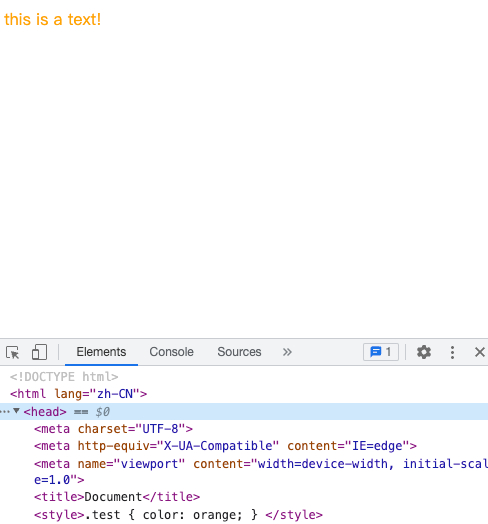 this is a text!
Elements Console Sources » 1
<!DOCTYPE html>
<html lang="zh-CN">
<head> == $0
<meta charset="UTF-8">
<meta http-equiv="X-UA-Compatible" content="IE=edge">
<meta name="viewport" content="width=device-width, initial-scal
e=1.0">
<title>Document</title>
<style>.test { color: orange; } </style>